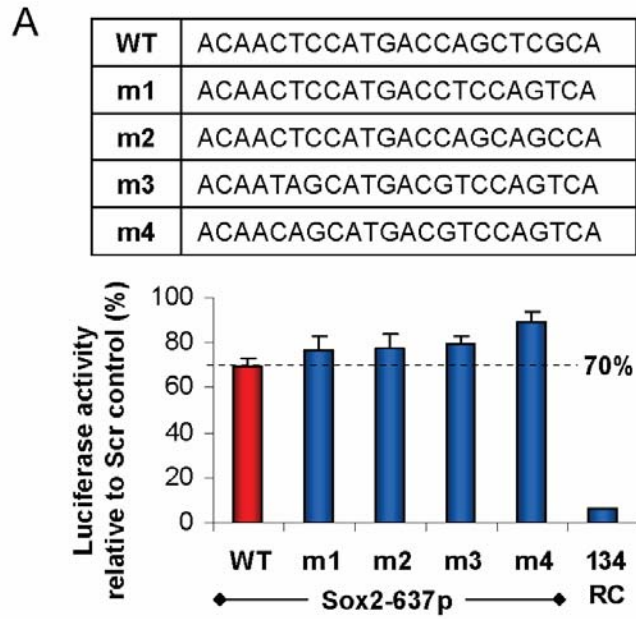 A
WT ACAACTCCATGACCAGCTCGCA
m1 ACAACTCCATGACCTCCAGTCA
m2 ACAACTCCATGACCAGCAGCCA
m3 ACAATAGCATGACGTCCAGTCA
m4 ACAACAGCATGACGTCCAGTCA
Luciferase activity
relative to Scr control (%)
100
80
60
40
20
0
70%
WT m1 m2 m3 m4 134
RC
Sox2-637p